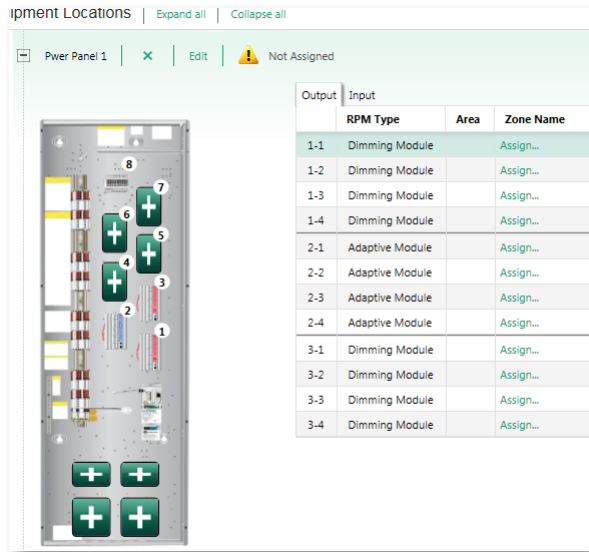 ipment Locations | Expand all | Collapse all
Pwer Panel 1 | × | Edit | Not Assigned
Output Input
RPM Type Area Zone Name
1-1 Dimming Module Assign...
1-2 Dimming Module Assign...
1-3 Dimming Module Assign...
1-4 Dimming Module Assign...
2-1 Adaptive Module Assign...
2-2 Adaptive Module Assign...
2-3 Adaptive Module Assign...
2-4 Adaptive Module Assign...
3-1 Dimming Module Assign...
3-2 Dimming Module Assign...
3-3 Dimming Module Assign...
3-4 Dimming Module Assign...
8
7
6
5
4
3
2
1